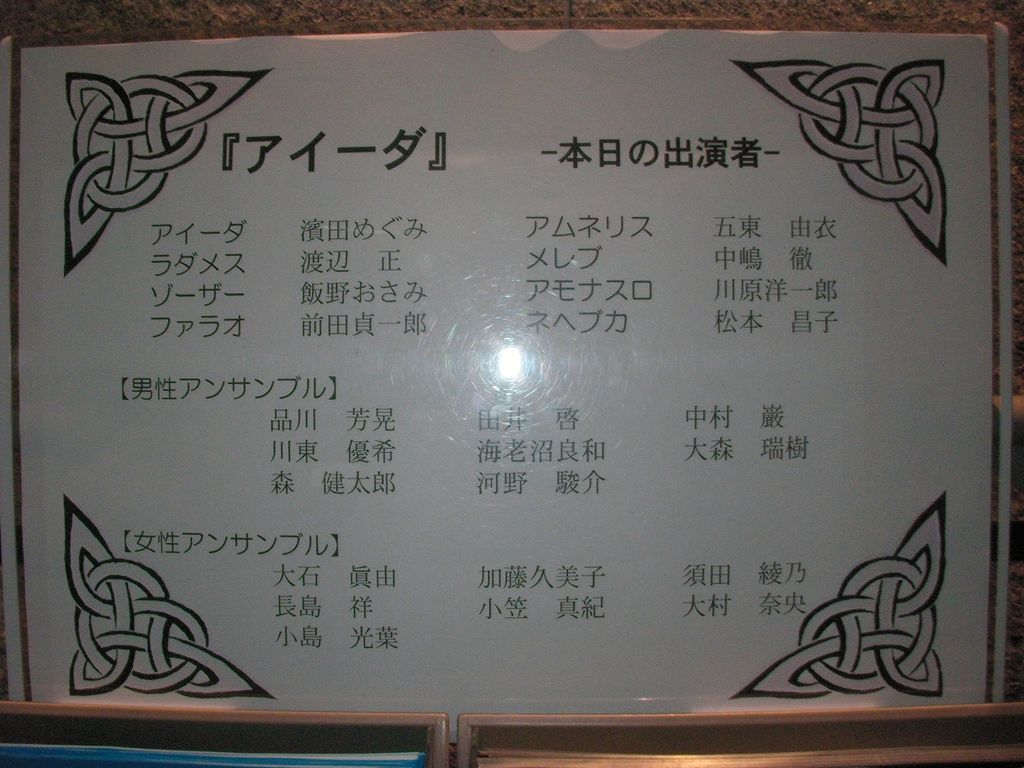 『アイーダ』 －本日の出演者－
アイーダ 濱田めぐみ アムネリス 五東 由衣
ラダメス 渡辺 正 メレブ 中嶋 徹
ゾーザー 飯野おさみ アモナスロ 川原洋一郎
ファラオ 前田貞一郎 ネヘブカ 松本 昌子
【男性アンサンブル】
品川 芳晃 田井 啓 中村 巌
川東 優希 海老沼良和 大森 瑞樹
森 健太郎 河野 駿介
【女性アンサンブル】
大石 眞由 加藤久美子 須田 綾乃
長島 祥 小笠 真紀 大村 奈央
小島 光葉